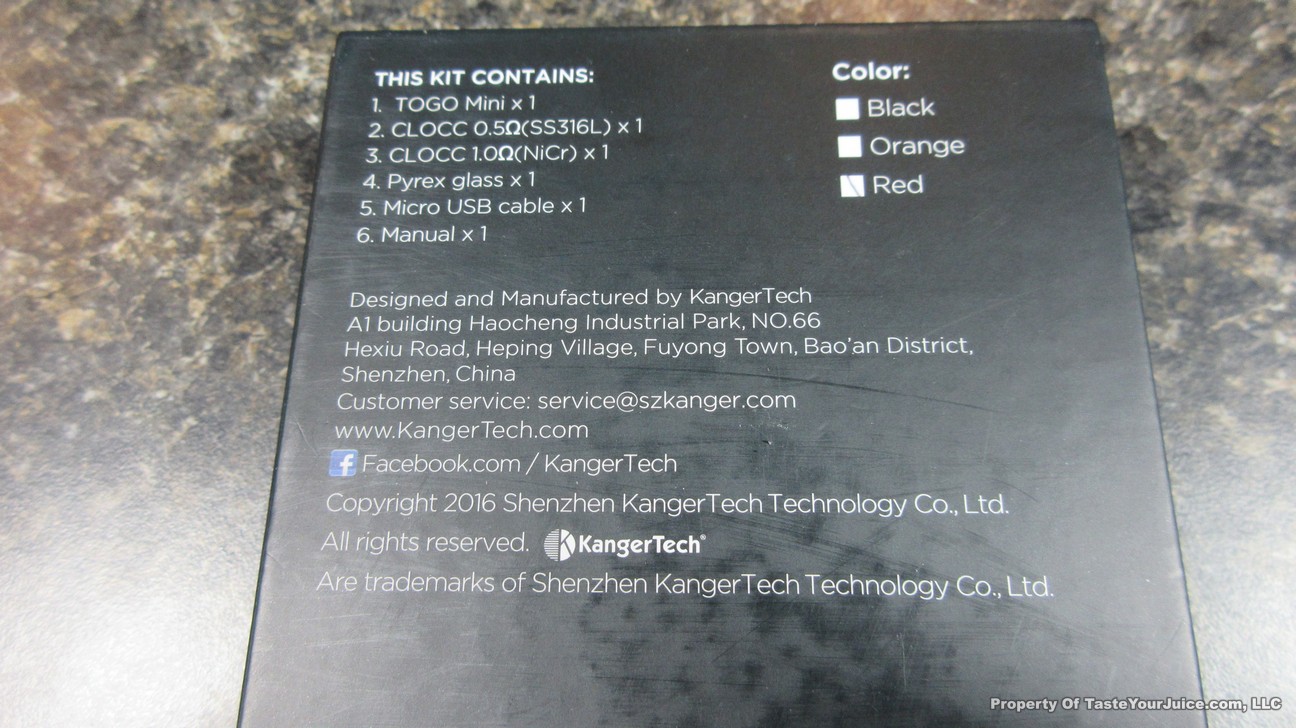 THIS KIT CONTAINS:
1. TOGO Mini x 1
2. CLOCC 0.5Ω(SS316L) x 1
3. CLOCC 1.0Ω(NiCr) x 1
4. Pyrex glass x 1
5. Micro USB cable x 1
6. Manual x 1
Color:
Black
Orange
Red
Designed and Manufactured by KangerTech
A1 building Haocheng Industrial Park, NO.66
Hexiu Road, Heping Village, Fuyong Town, Bao'an District,
Shenzhen, China
Customer service: service@szkanger.com
www.KangerTech.com
f Facebook.com / KangerTech
Copyright 2016 Shenzhen KangerTech Technology Co., Ltd.
All rights reserved. KangerTech®
Are trademarks of Shenzhen KangerTech Technology Co., Ltd.
Property Of TasteYourJuice.com, LLC